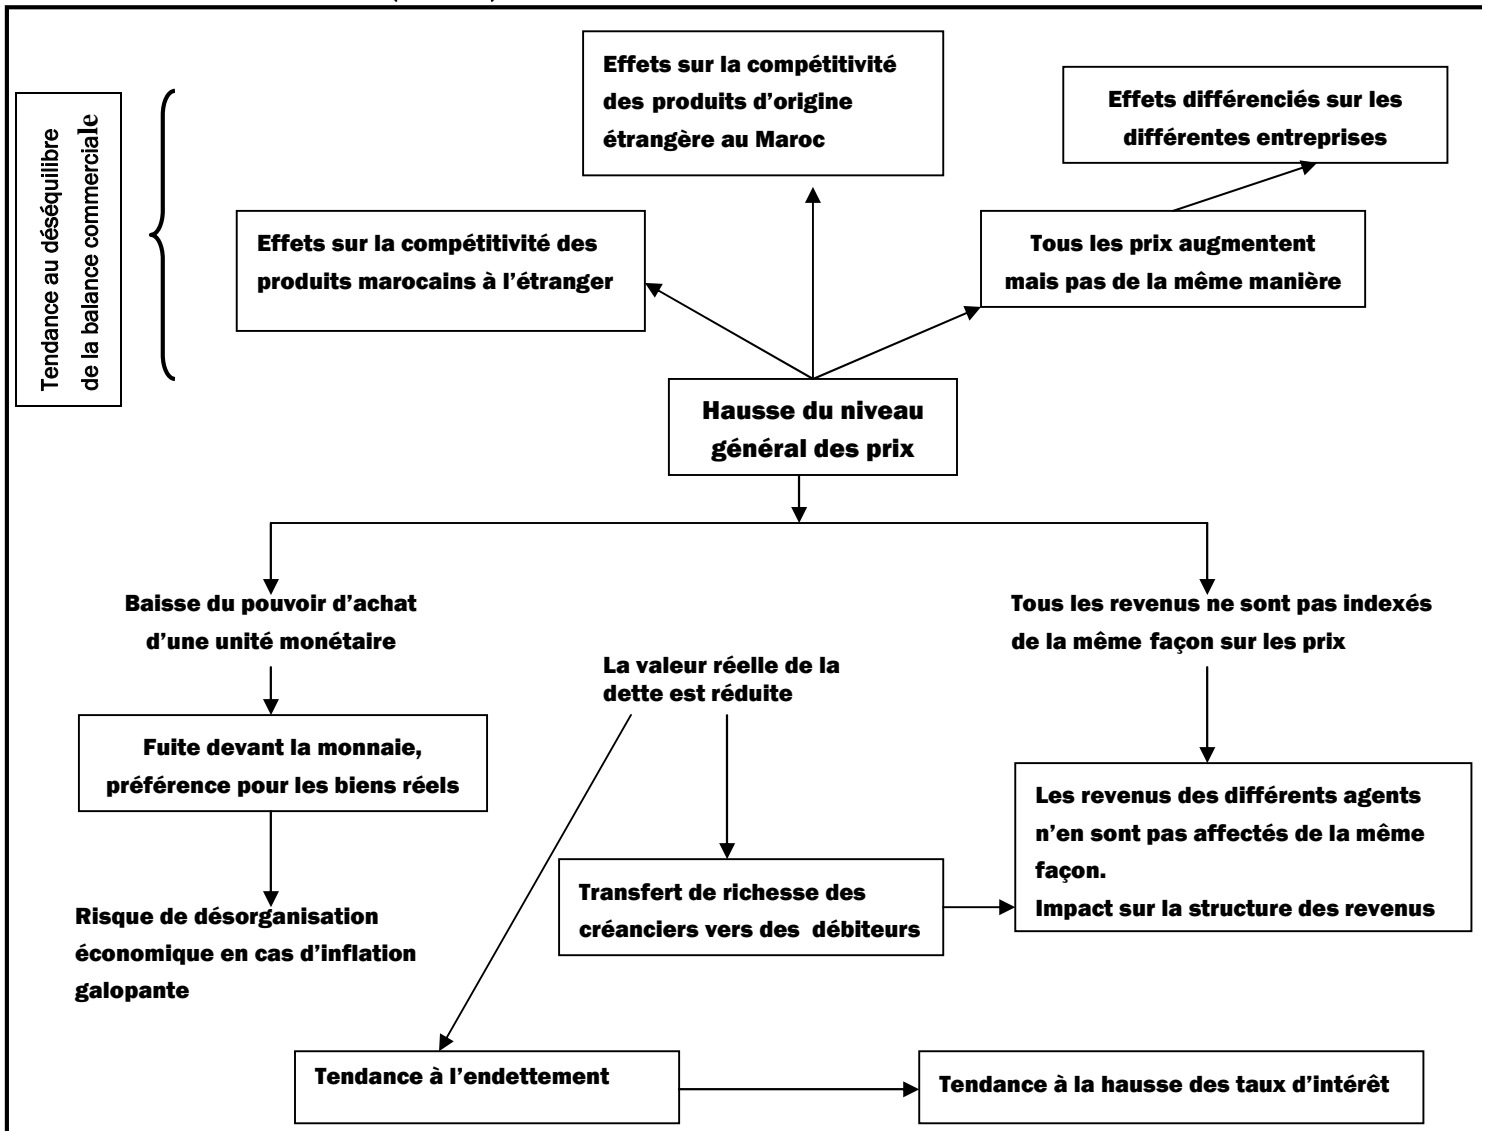 Effets sur la compétitivité
des produits d'origine
étrangère au Maroc
Effets différenciés sur les
différentes entreprises
Tendance au déséquilibre
de la balance commerciale
Effets sur la compétitivité des
produits marocains à l'étranger
Tous les prix augmentent
mais pas de la même manière
Hausse du niveau
général des prix
Baisse du pouvoir d'achat
d'une unité monétaire
Tous les revenus ne sont pas indexés
de la même façon sur les prix
La valeur réelle de la
dette est réduite
Fuite devant la monnaie,
préférence pour les biens réels
Les revenus des différents agents
n'en sont pas affectés de la même
façon.
Impact sur la structure des revenus
Transfert de richesse des
créanciers vers des débiteurs
Risque de désorganisation
économique en cas d'inflation
galopante
Tendance à l'endettement
Tendance à la hausse des taux d'intérêt